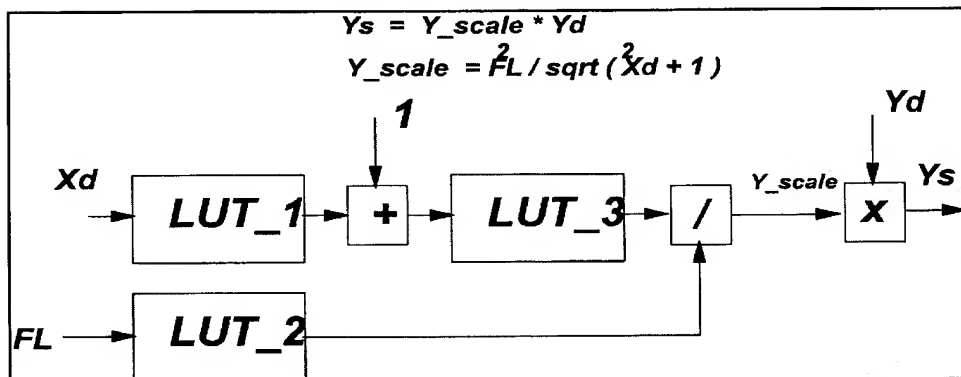 Ys = Y_scale * Yd
Y_scale = FL² / sqrt ( Xd² + 1 )
1
Yd
Xd
LUT_1
+
LUT_3
/
Y_scale
x
Ys
FL
LUT_2